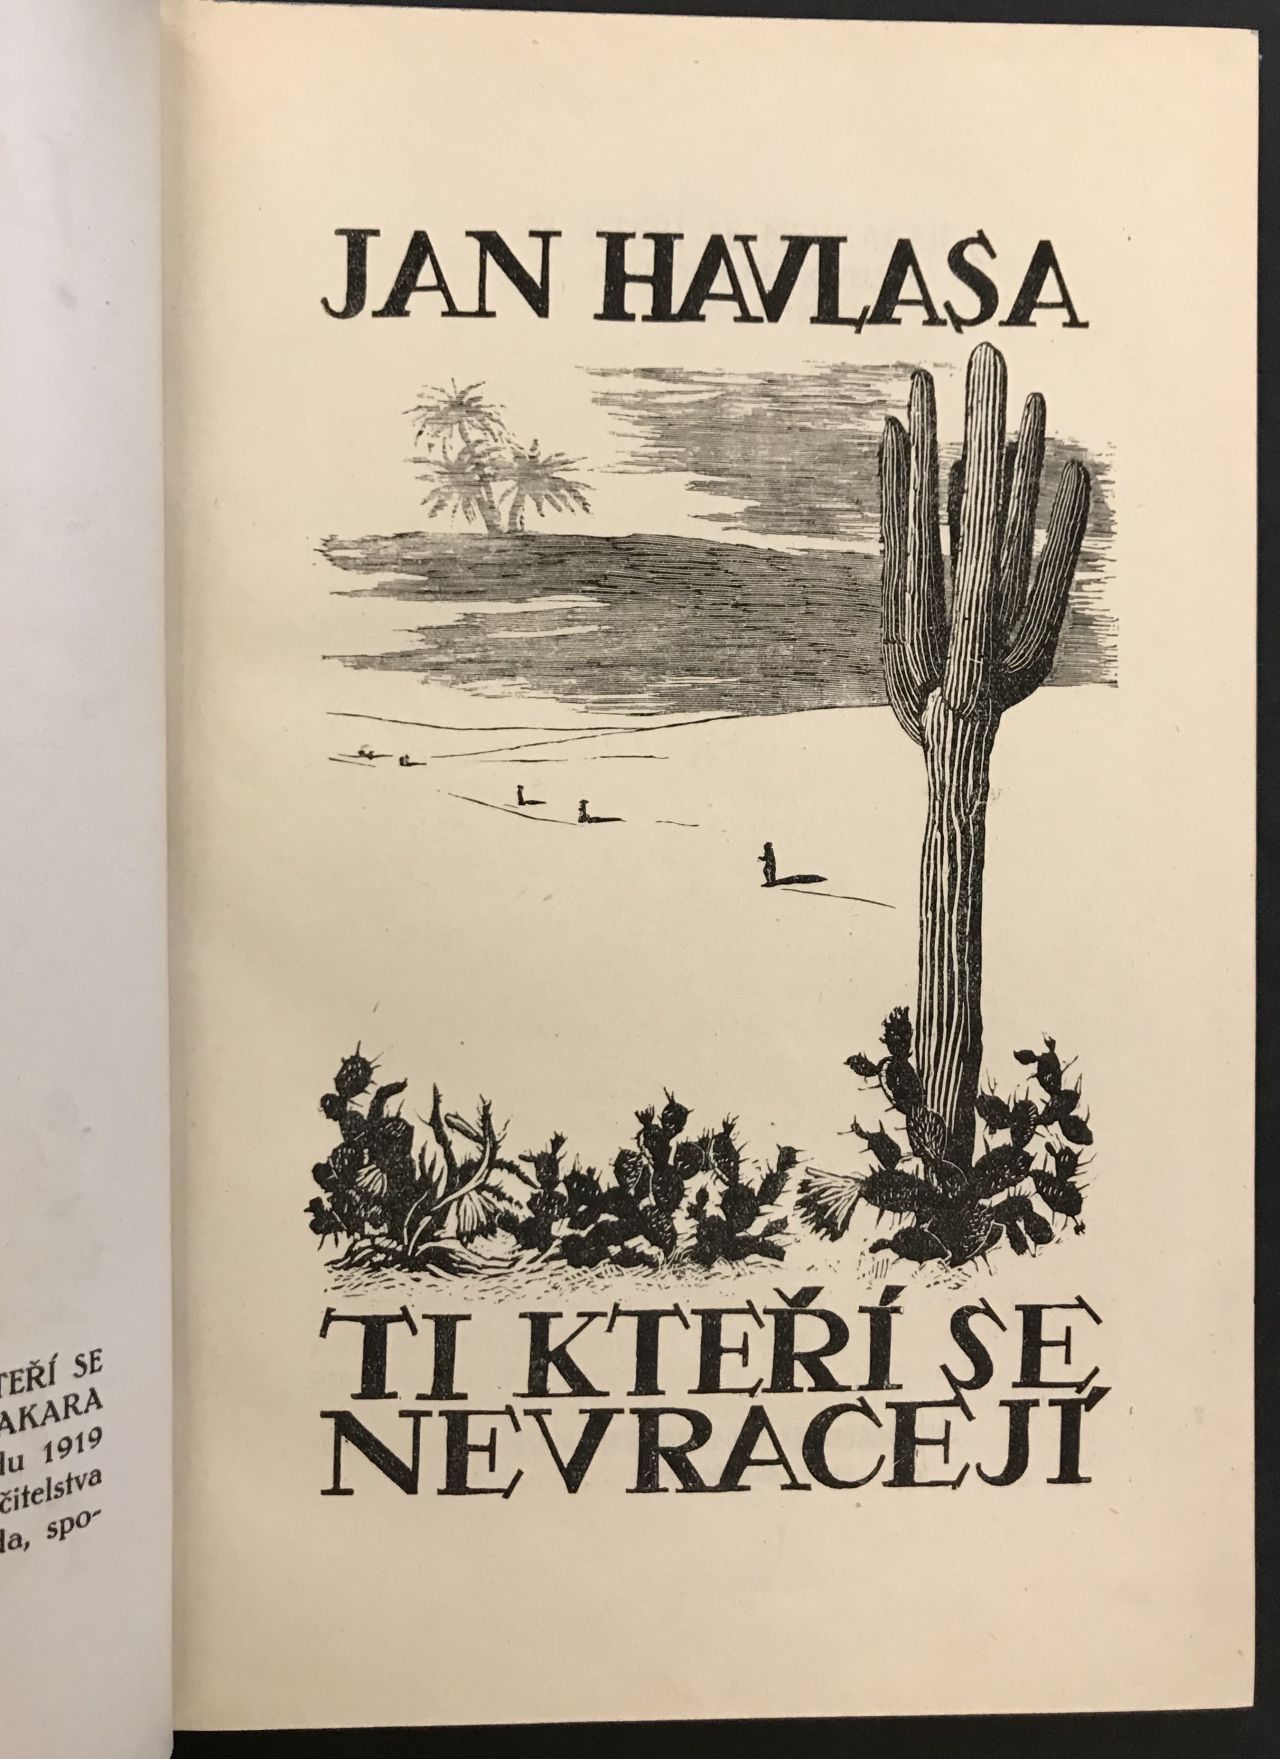 JAN HAVLASA
TI KTEŘÍ SE
NEVRACEJÍ
TEŘÍ SE
AKARA
du 1919
čitelstva
da, spo-